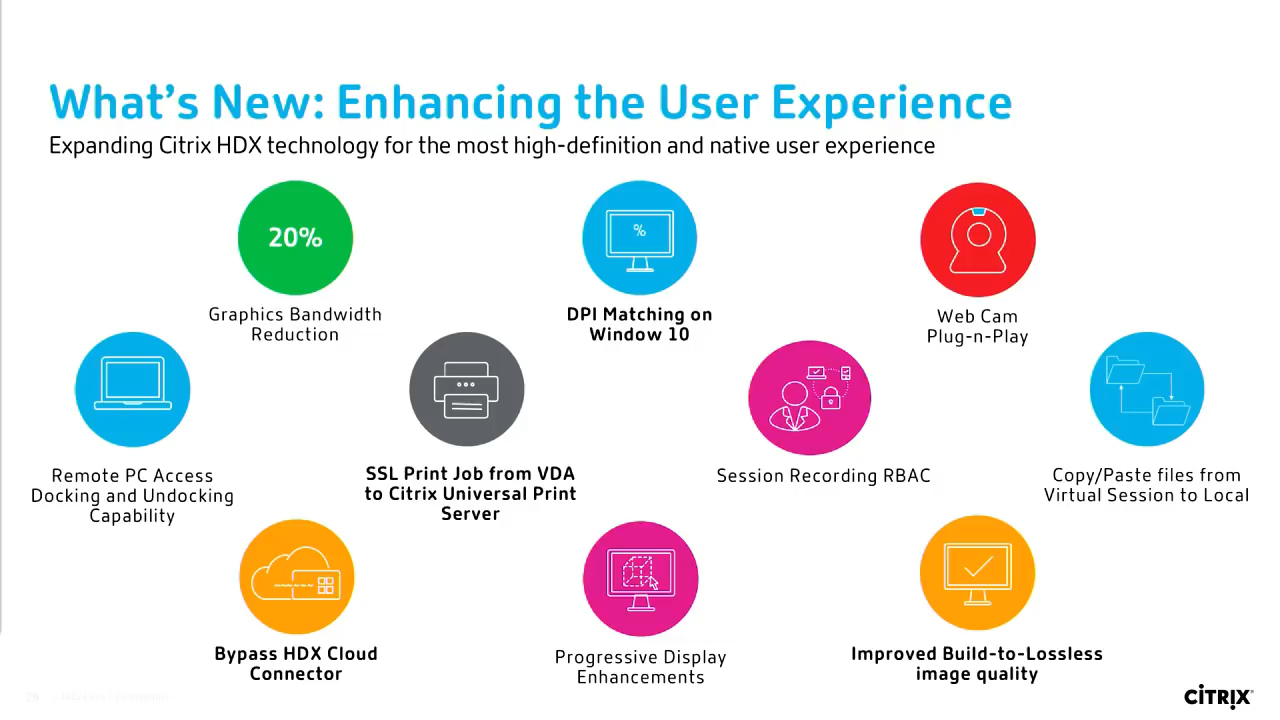 What's New: Enhancing the User Experience
Expanding Citrix HDX technology for the most high-definition and native user experience
20%
%
Graphics Bandwidth
Reduction
DPI Matching on
Window 10
Web Cam
Plug-n-Play
Remote PC Access
Docking and Undocking
Capability
SSL Print Job from VDA
to Citrix Universal Print
Server
Session Recording RBAC
Copy/Paste files from
Virtual Session to Local
Bypass HDX Cloud
Connector
Progressive Display
Enhancements
Improved Build-to-Lossless
image quality
CITRIX